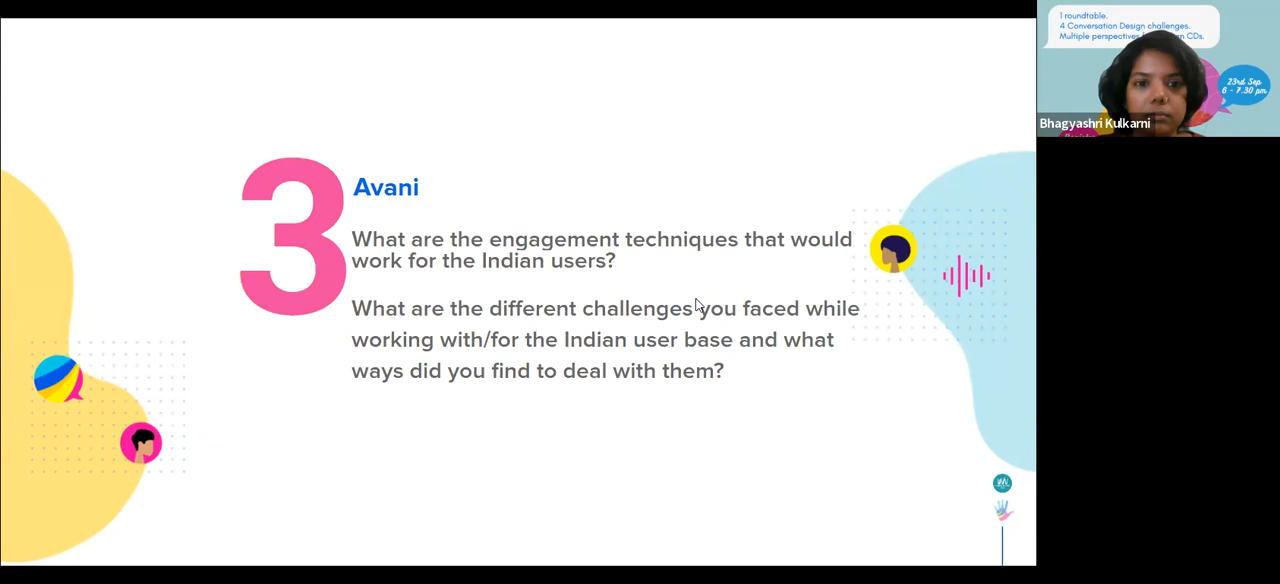 3
Avani
What are the engagement techniques that would
work for the Indian users?
What are the different challenges you faced while
working with/for the Indian user base and what
ways did you find to deal with them?
1 roundtable.
4 Conversation Design challenges.
Multiple perspectives
CDs.
23rd Sep
6 - 7.30 pm
Bhagyashri Kulkarni